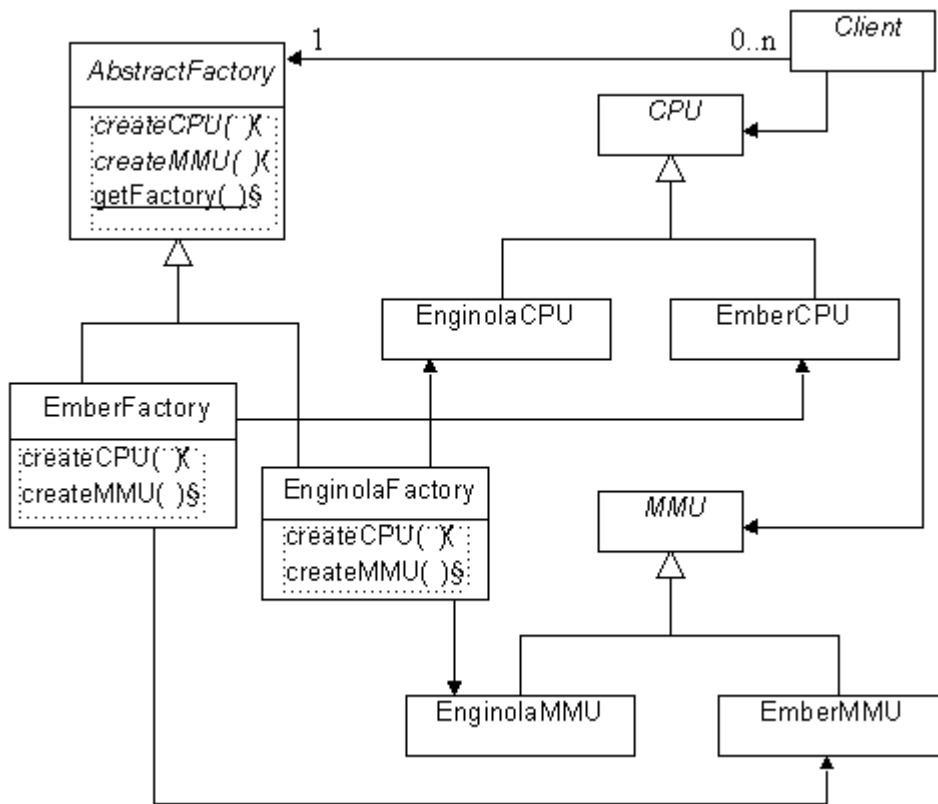 Client
1
0..n
AbstractFactory
createCPU( )
createMMU( )
getFactory( )§
CPU
EnginolaCPU
EmberCPU
EmberFactory
createCPU( )
createMMU( )§
EnginolaFactory
createCPU( )
createMMU( )§
MMU
EnginolaMMU
EmberMMU